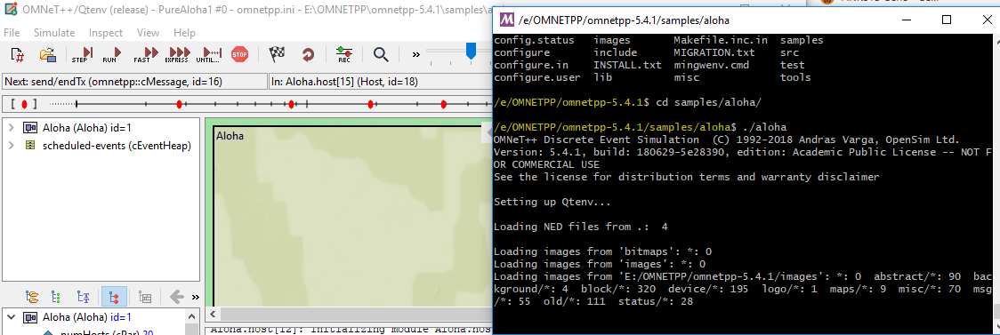 OMNeT++/Qtenv (release) - PureAloha1 #0 - omnetpp.ini - E:\OMNETPP\omnetpp-5.4.1\samples\
File Simulate Inspect View Help
STEP RUN FAST EXPRESS UNTIL... STOP REC »
Next: send/endTx (omnetpp::cMessage, id=16) In: Aloha.host[15] (Host, id=18)
Aloha (Aloha) id=1
scheduled-events (cEventHeap)
Aloha
Aloha (Aloha) id=1
numHosts (cPar) 20
Aloha.host[12]: Initializing module Aloha.hos
/e/OMNETPP/omnetpp-5.4.1/samples/aloha
config.status images Makefile.inc.in samples
configure include MIGRATION.txt src
configure.in INSTALL.txt mingwenv.cmd test
configure.user lib misc tools
/e/OMNETPP/omnetpp-5.4.1$ cd samples/aloha/
/e/OMNETPP/omnetpp-5.4.1/samples/aloha$ ./aloha
OMNeT++ Discrete Event Simulation (C) 1992-2018 Andras Varga, OpenSim Ltd.
Version: 5.4.1, build: 180629-5e28390, edition: Academic Public License -- NOT F
OR COMMERCIAL USE
See the license for distribution terms and warranty disclaimer
Setting up Qtenv...
Loading NED files from .: 4
Loading images from 'bitmaps': *: 0
Loading images from 'images': *: 0
Loading images from 'E:/OMNETPP/omnetpp-5.4.1/images': *: 0 abstract/*: 90 bac
kground/*: 4 block/*: 320 device/*: 195 logo/*: 1 maps/*: 9 misc/*: 70 msg
/*: 55 old/*: 111 status/*: 28